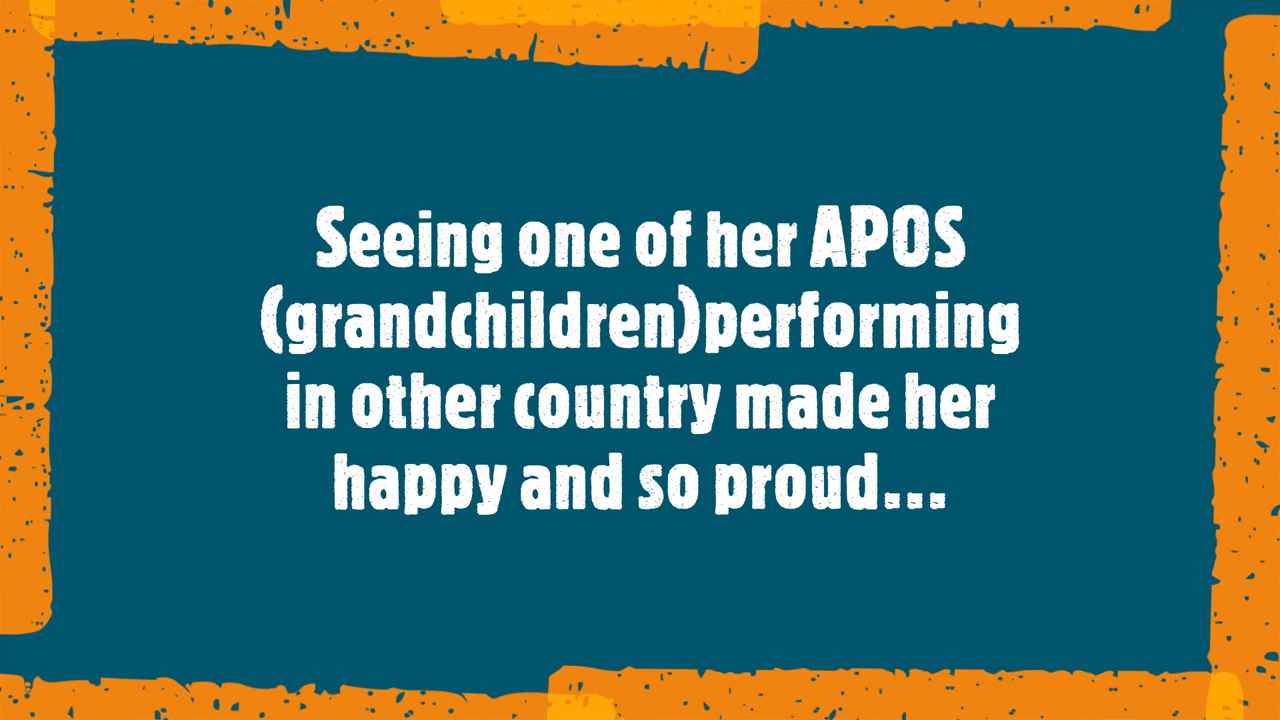 Seeing one of her APOS
(grandchildren)performing
in other country made her
happy and so proud...